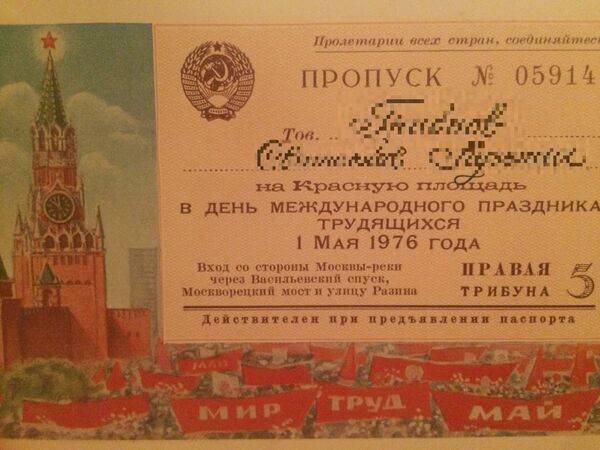 Пролетарии всех стран, соединяйтесь
ПРОПУСК № 05914
Тов.
на Красную площадь
В ДЕНЬ МЕЖДУНАРОДНОГО ПРАЗДНИКА
ТРУДЯЩИХСЯ
1 МАЯ 1976 ГОДА
Вход со стороны Москвы-реки
через Васильевский спуск,
Москворецкий мост и улицу Разина
ПРАВАЯ
ТРИБУНА 5
Действителен при предъявлении паспорта
МАЙ
МИР ТРУД МАЙ